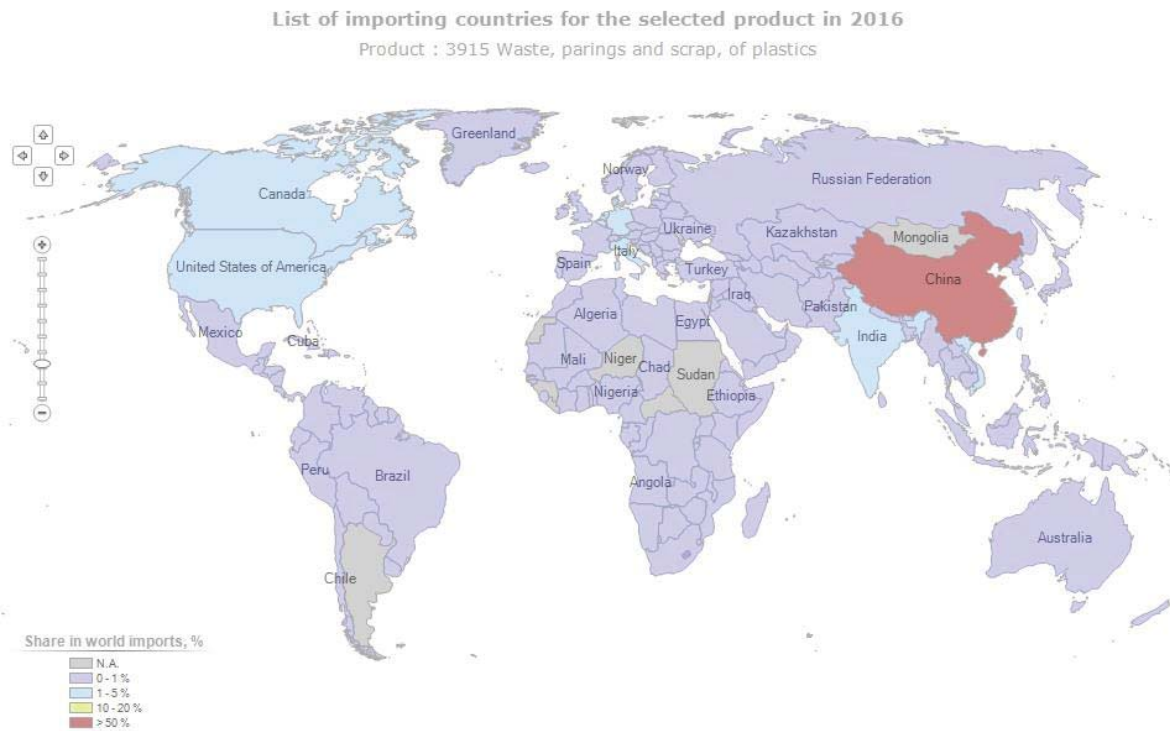 List of importing countries for the selected product in 2016
Product : 3915 Waste, parings and scrap, of plastics
Greenland
Norway
Russian Federation
Canada
Ukraine
Kazakhstan
Mongolia
Italy
United States of America
Spain
Turkey
China
Iraq
Pakistan
Algeria
Egypt
Mexico
Cuba
India
Mali
Niger
Chad
Sudan
Nigeria
Ethiopia
Peru
Brazil
Angola
Australia
Chile
Share in world imports, %
N.A.
0 - 1 %
1 - 5 %
10 - 20 %
> 50 %